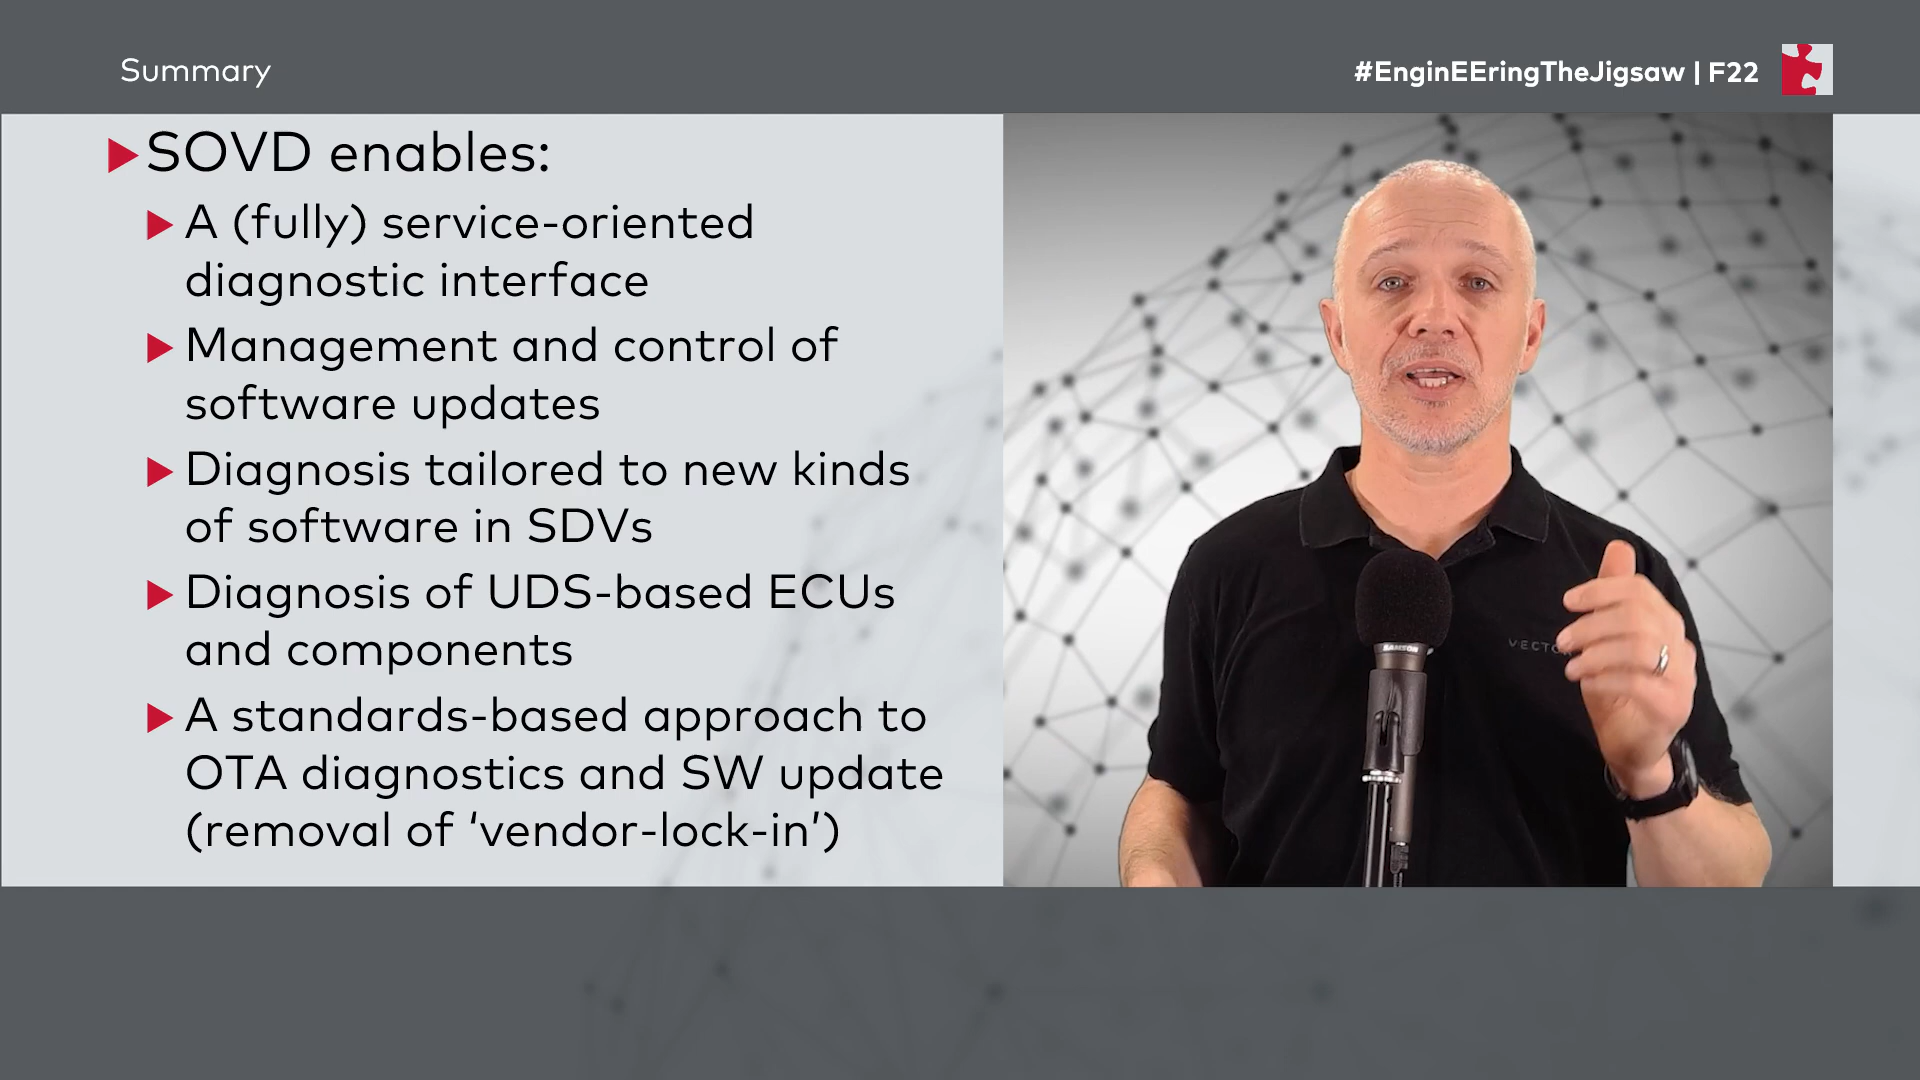 Summary
#EnginEEringTheJigsaw | F22
SOVD enables:
A (fully) service-oriented
diagnostic interface
Management and control of
software updates
Diagnosis tailored to new kinds
of software in SDVs
Diagnosis of UDS-based ECUs
and components
A standards-based approach to
OTA diagnostics and SW update
(removal of ‘vendor-lock-in’)
SAMSON